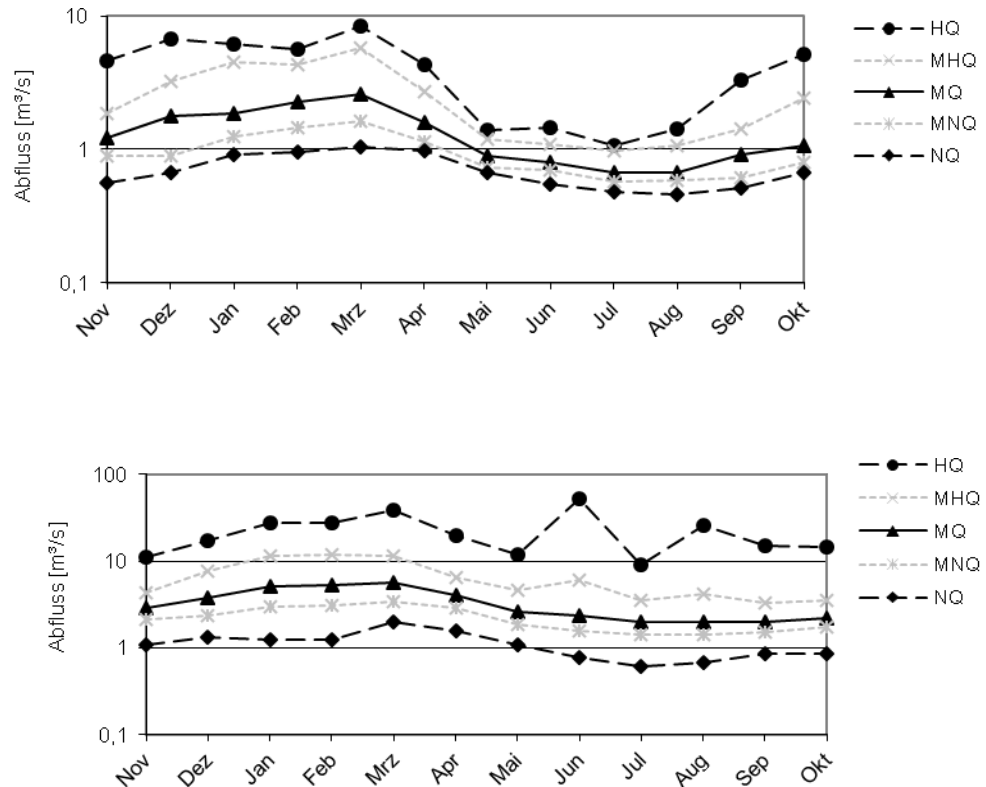 10
1
0,1
Abfluss [m³/s]
Nov Dez Jan Feb Mrz Apr Mai Jun Jul Aug Sep Okt
HQ
MHQ
MQ
MNQ
NQ
100
10
1
0,1
Abfluss [m³/s]
Nov Dez Jan Feb Mrz Apr Mai Jun Jul Aug Sep Okt
HQ
MHQ
MQ
MNQ
NQ